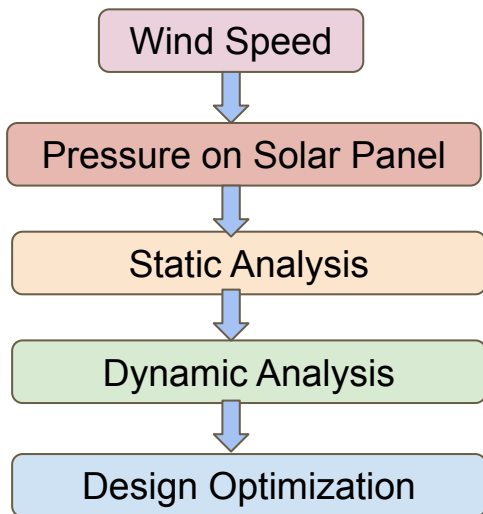 Wind Speed
Pressure on Solar Panel
Static Analysis
Dynamic Analysis
Design Optimization